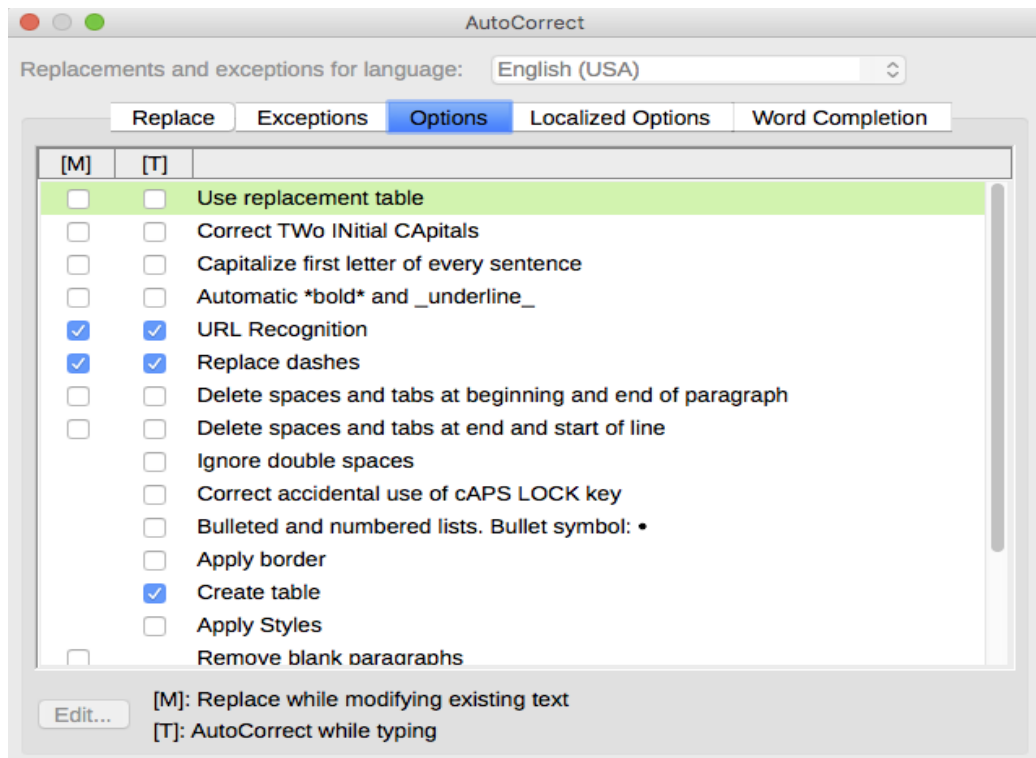 AutoCorrect
Replacements and exceptions for language: English (USA)
Replace Exceptions Options Localized Options Word Completion
[M] [T]
Use replacement table
Correct TWo INitial CApitals
Capitalize first letter of every sentence
Automatic *bold* and _underline_
URL Recognition
Replace dashes
Delete spaces and tabs at beginning and end of paragraph
Delete spaces and tabs at end and start of line
Ignore double spaces
Correct accidental use of cAPS LOCK key
Bulleted and numbered lists. Bullet symbol: •
Apply border
Create table
Apply Styles
Remove blank paragraphs
[M]: Replace while modifying existing text
Edit...
[T]: AutoCorrect while typing